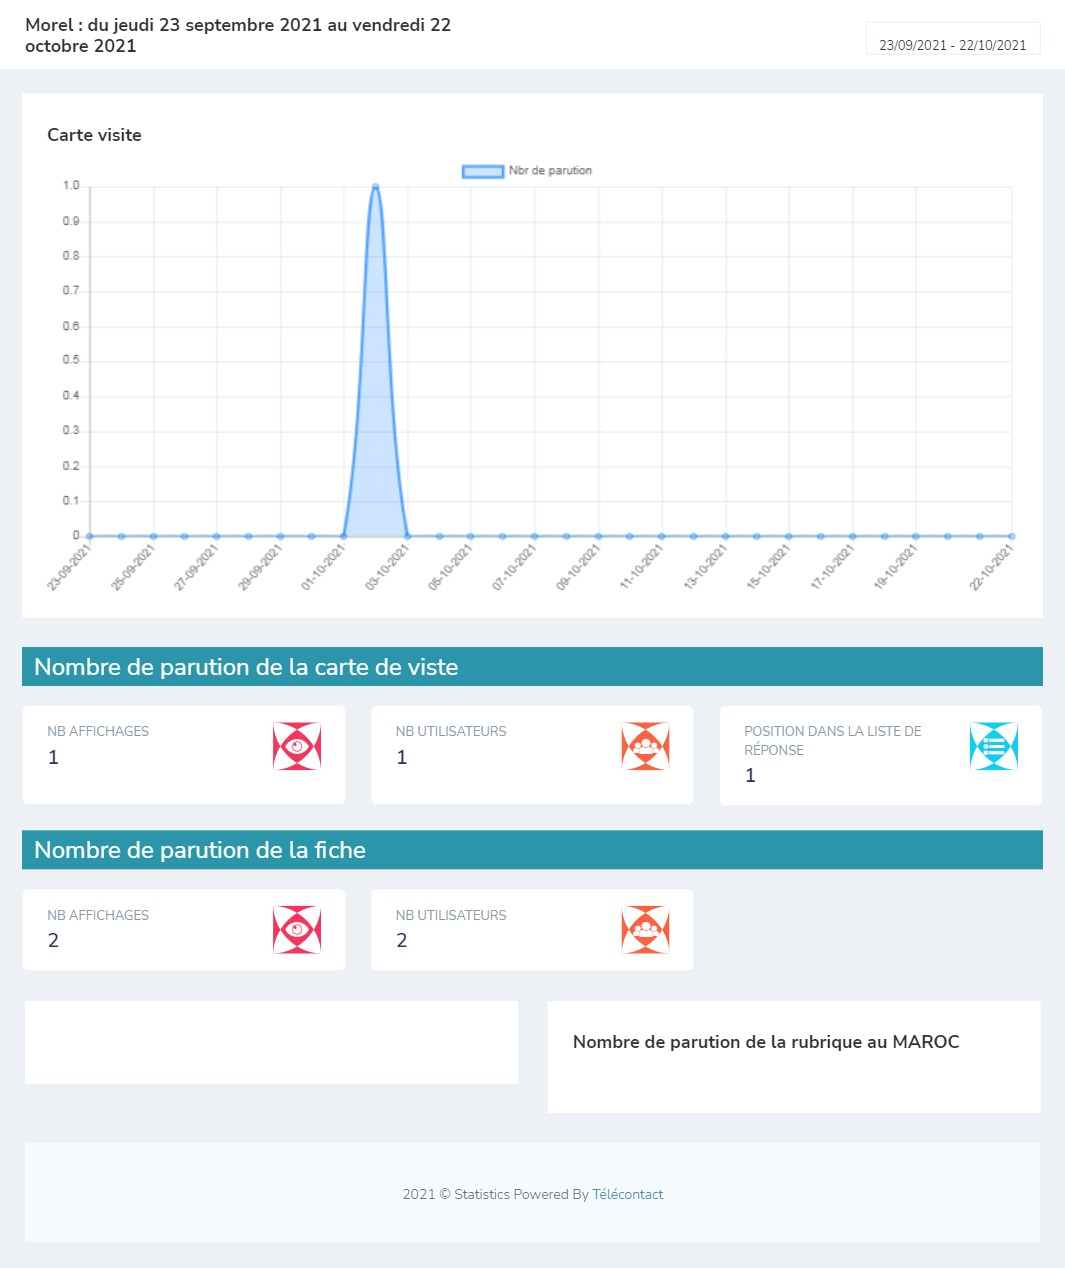 Morel : du jeudi 23 septembre 2021 au vendredi 22
octobre 2021
23/09/2021 - 22/10/2021
Carte visite
Nbr de parution
1.0
0.9
0.8
0.7
0.6
0.5
0.4
0.3
0.2
0.1
0
23-09-2021
25-09-2021
27-09-2021
29-09-2021
01-10-2021
03-10-2021
05-10-2021
07-10-2021
09-10-2021
11-10-2021
13-10-2021
15-10-2021
17-10-2021
19-10-2021
22-10-2021
Nombre de parution de la carte de viste
NB AFFICHAGES
1
NB UTILISATEURS
1
POSITION DANS LA LISTE DE
RÉPONSE
1
Nombre de parution de la fiche
NB AFFICHAGES
2
NB UTILISATEURS
2
Nombre de parution de la rubrique au MAROC
2021 © Statistics Powered By Télécontact